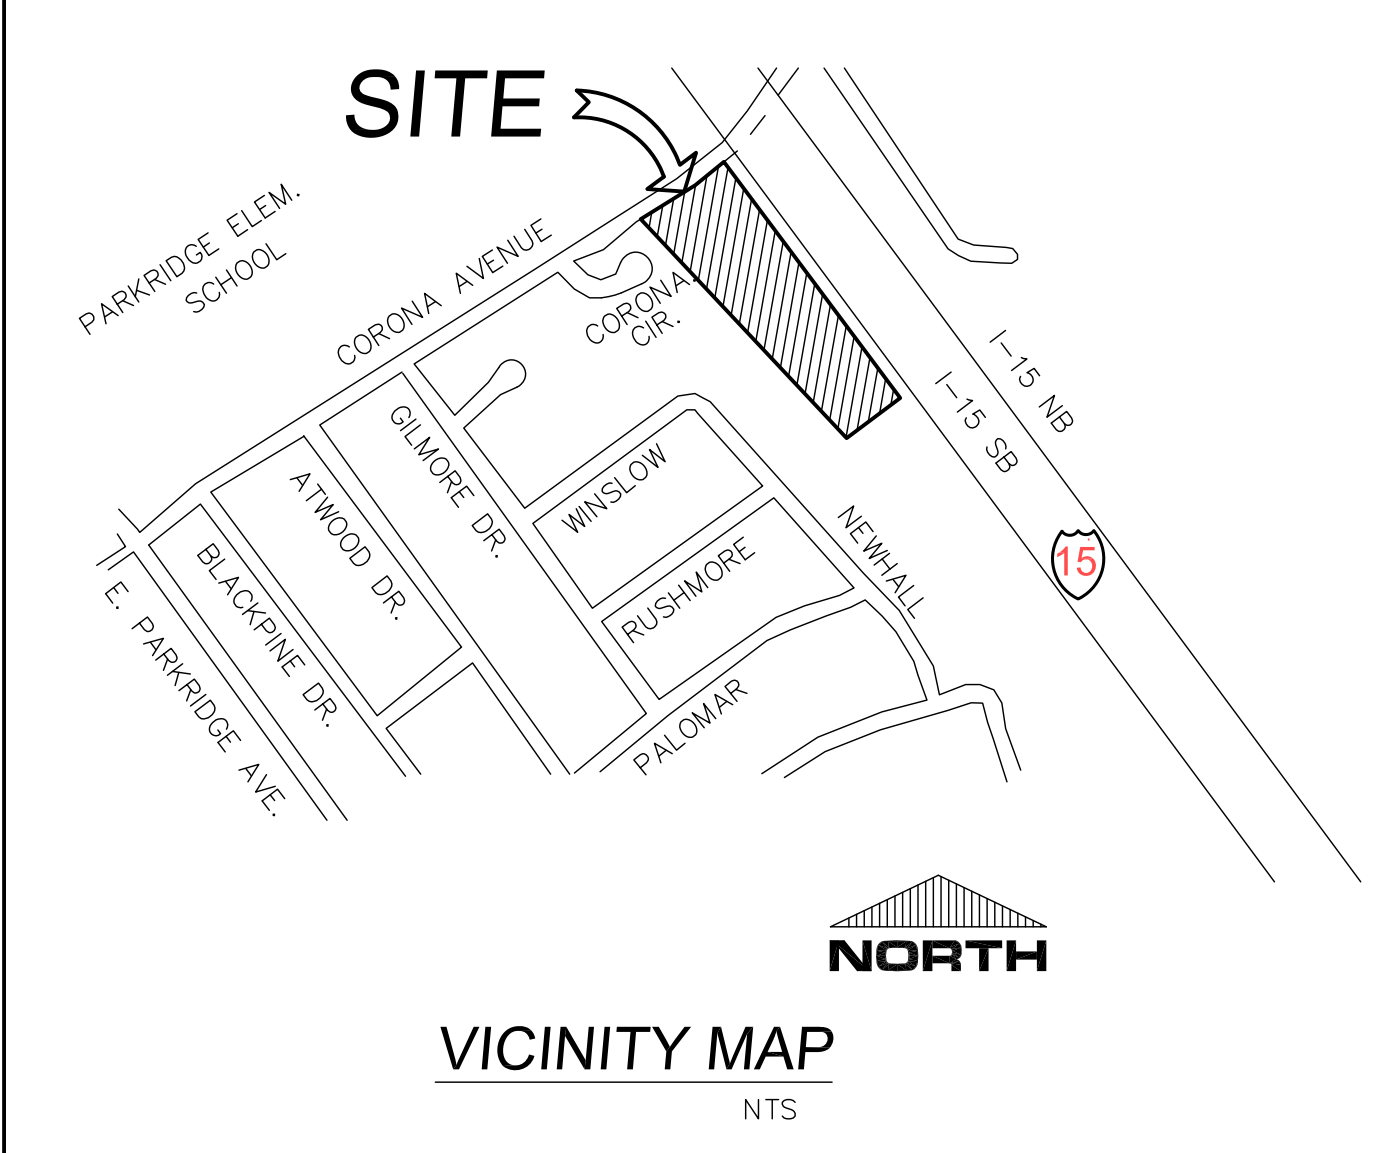 SITE
PARKRIDGE ELEM.
SCHOOL
CORONA AVENUE
CORONA
CIR.
I-15 NB
I-15 SB
GILMORE DR.
ATWOOD DR.
WINSLOW
NEWHALL
RUSHMORE
15
BLACKPINE DR.
E. PARKRIDGE AVE.
PALOMAR
NORTH
VICINITY MAP
NTS